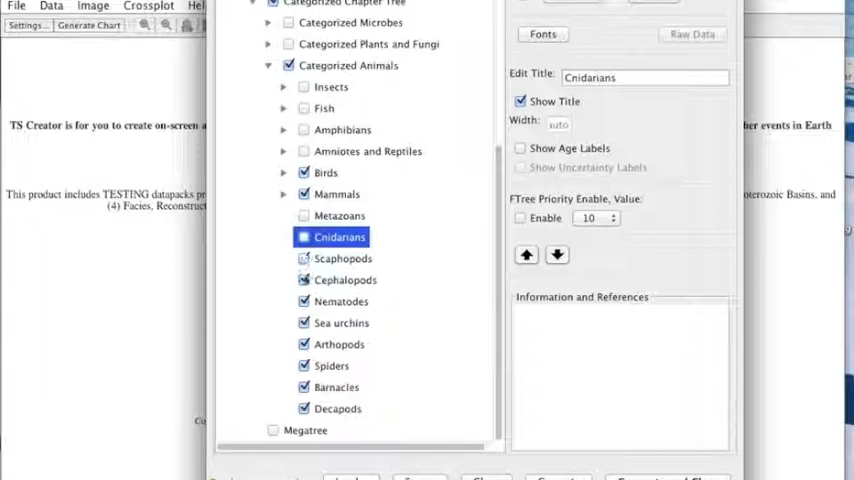 File Data Image Crossplot Hel
Settings... Generate Chart
TS Creator is for you to create on-screen a
her events in Earth
This product includes TESTING datapacks pr
oterozoic Basins, and
(4) Facies, Reconstruct
Categorized Chapter Tree
Categorized Microbes
Categorized Plants and Fungi
Categorized Animals
Insects
Fish
Amphibians
Amniotes and Reptiles
Birds
Mammals
Metazoans
Cnidarians
Scaphopods
Cephalopods
Nematodes
Sea urchins
Arthopods
Spiders
Barnacles
Decapods
Megatree
Fonts
Raw Data
Edit Title: Cnidarians
Show Title
Width: auto
Show Age Labels
Show Uncertainty Labels
FTree Priority Enable, Value:
Enable 10
Information and References